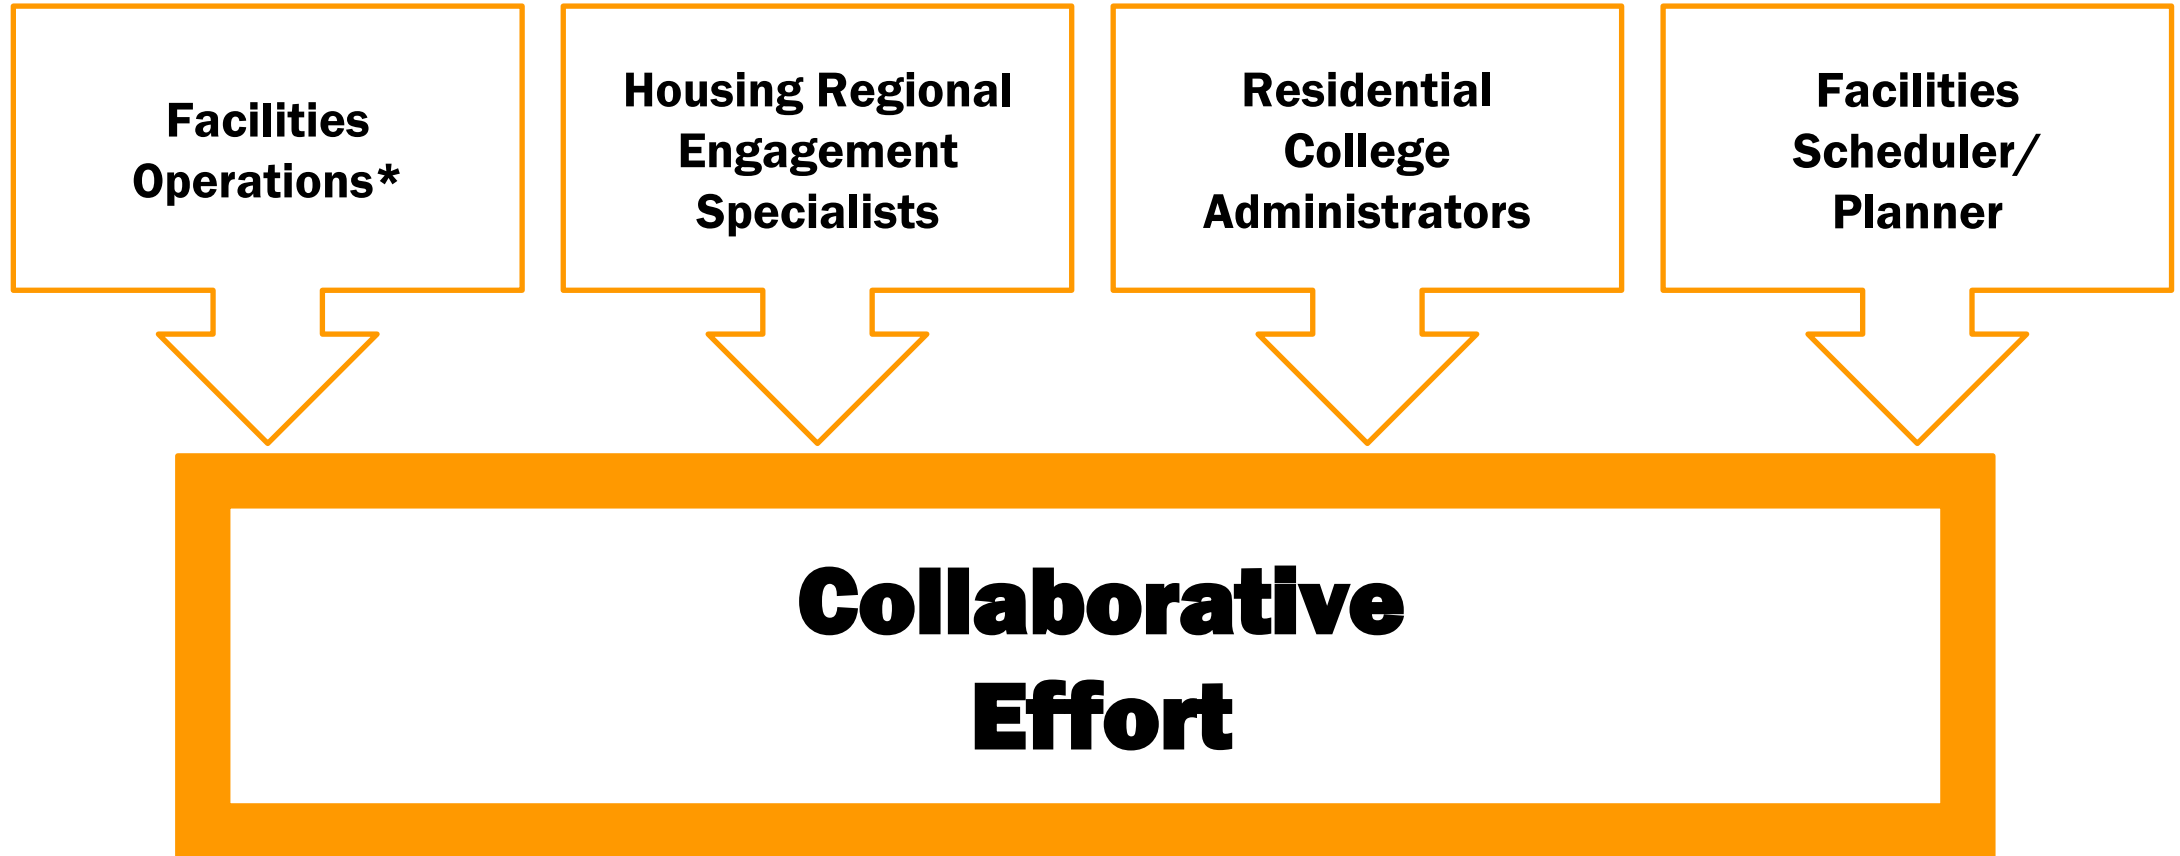 Facilities
Operations*
Housing Regional
Engagement
Specialists
Residential
College
Administrators
Facilities
Scheduler/
Planner
Collaborative
Effort